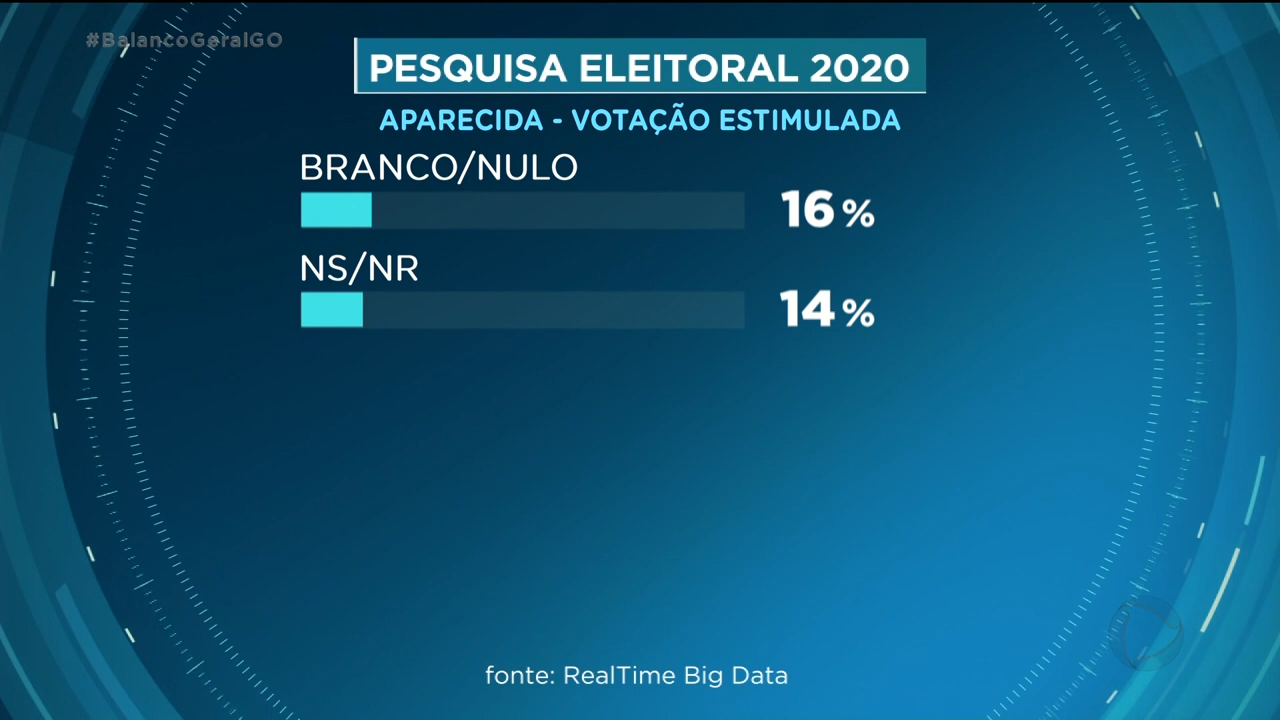 #BalancoGeralGO
PESQUISA ELEITORAL 2020
APARECIDA - VOTAÇÃO ESTIMULADA
BRANCO/NULO
16%
NS/NR
14%
fonte: RealTime Big Data